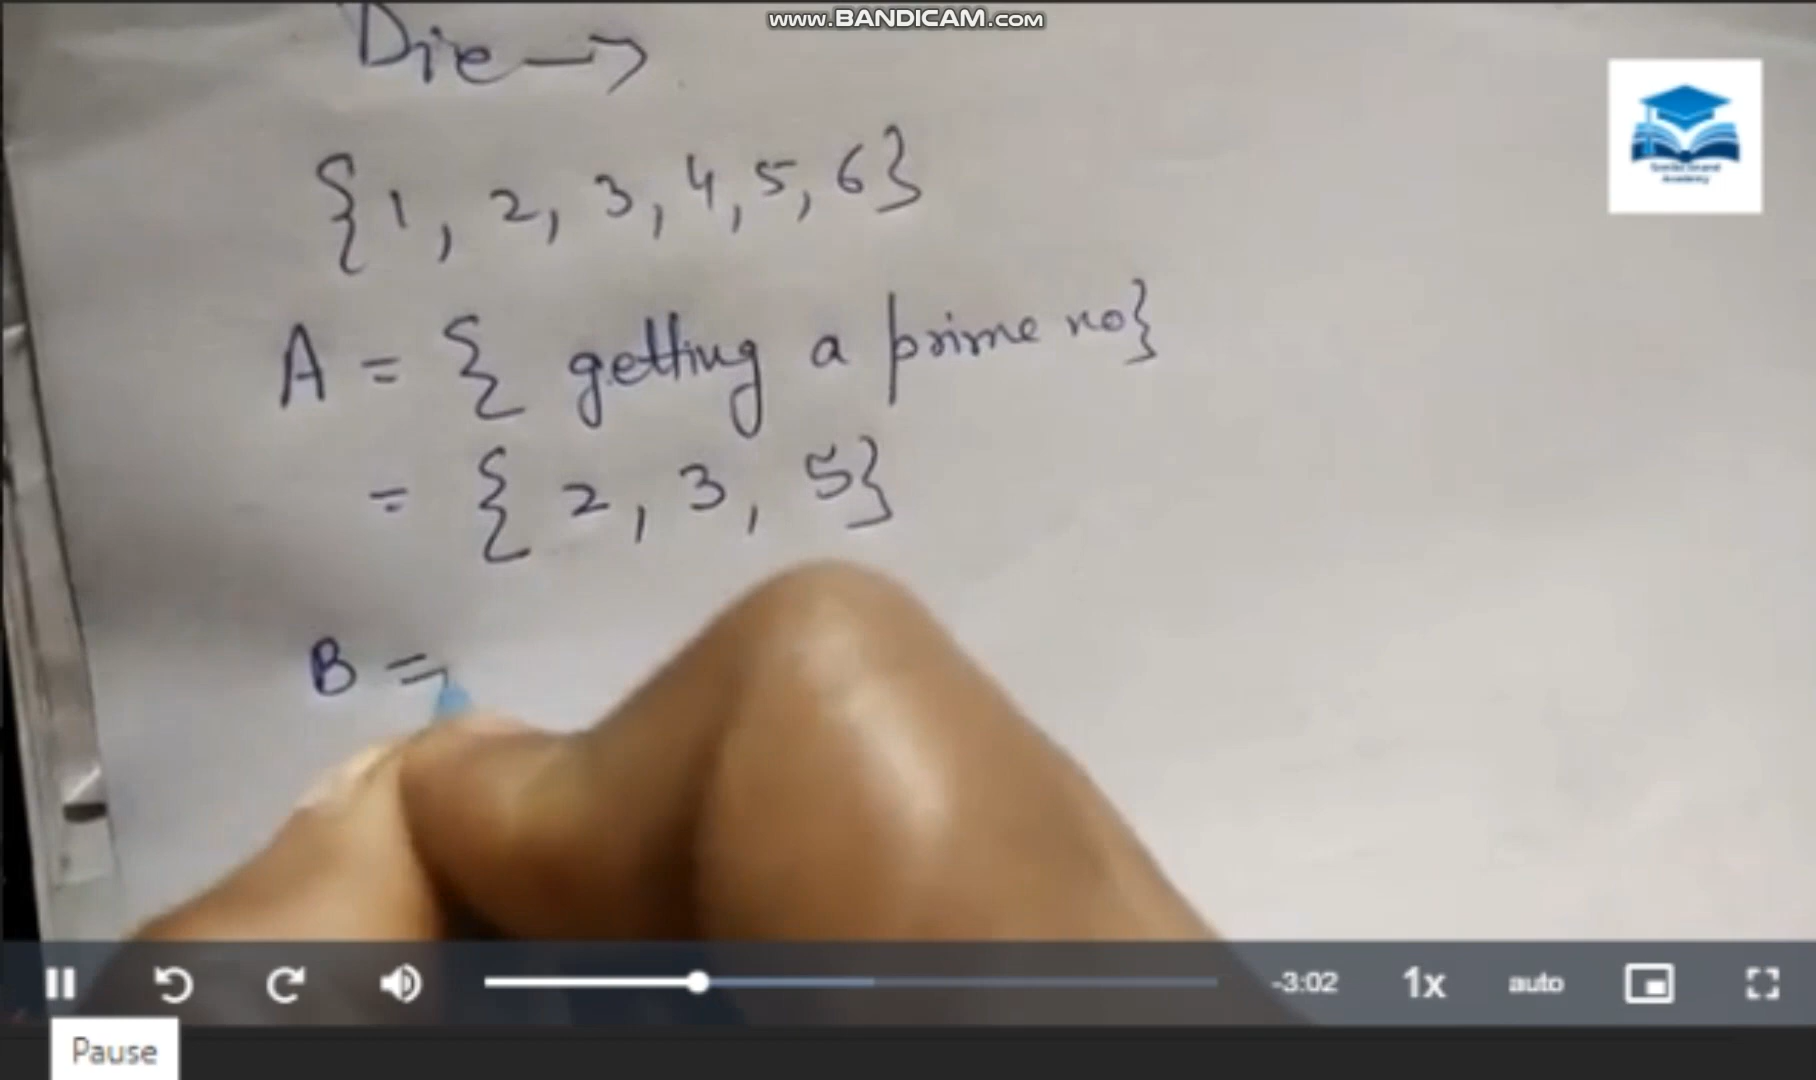 www.BANDICAM.com
Die →
{1, 2, 3, 4, 5, 6}
A = { getting a prime no}
= { 2, 3, 5}
B =
-3:02 1x auto
Pause